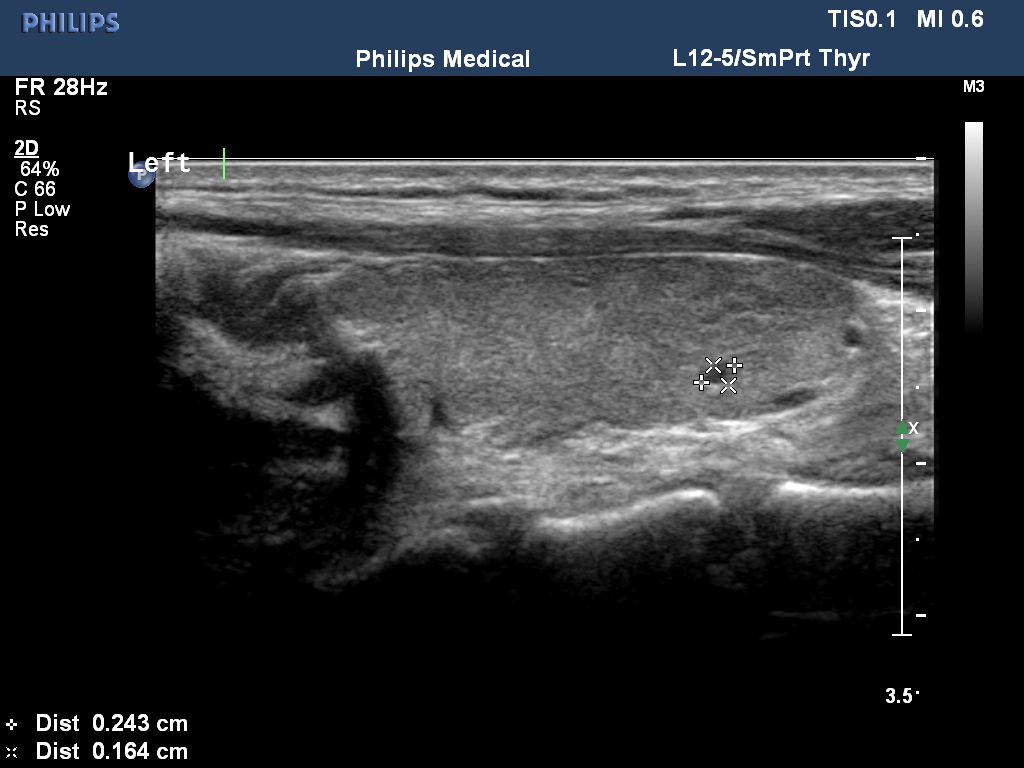 PHILIPS
TIS0.1 MI 0.6
Philips Medical
L12-5/SmPrt Thyr
FR 28Hz
RS
M3
2D
64%
C 66
P Low
Res
Left
P
x
3.5
Dist 0.243 cm
Dist 0.164 cm